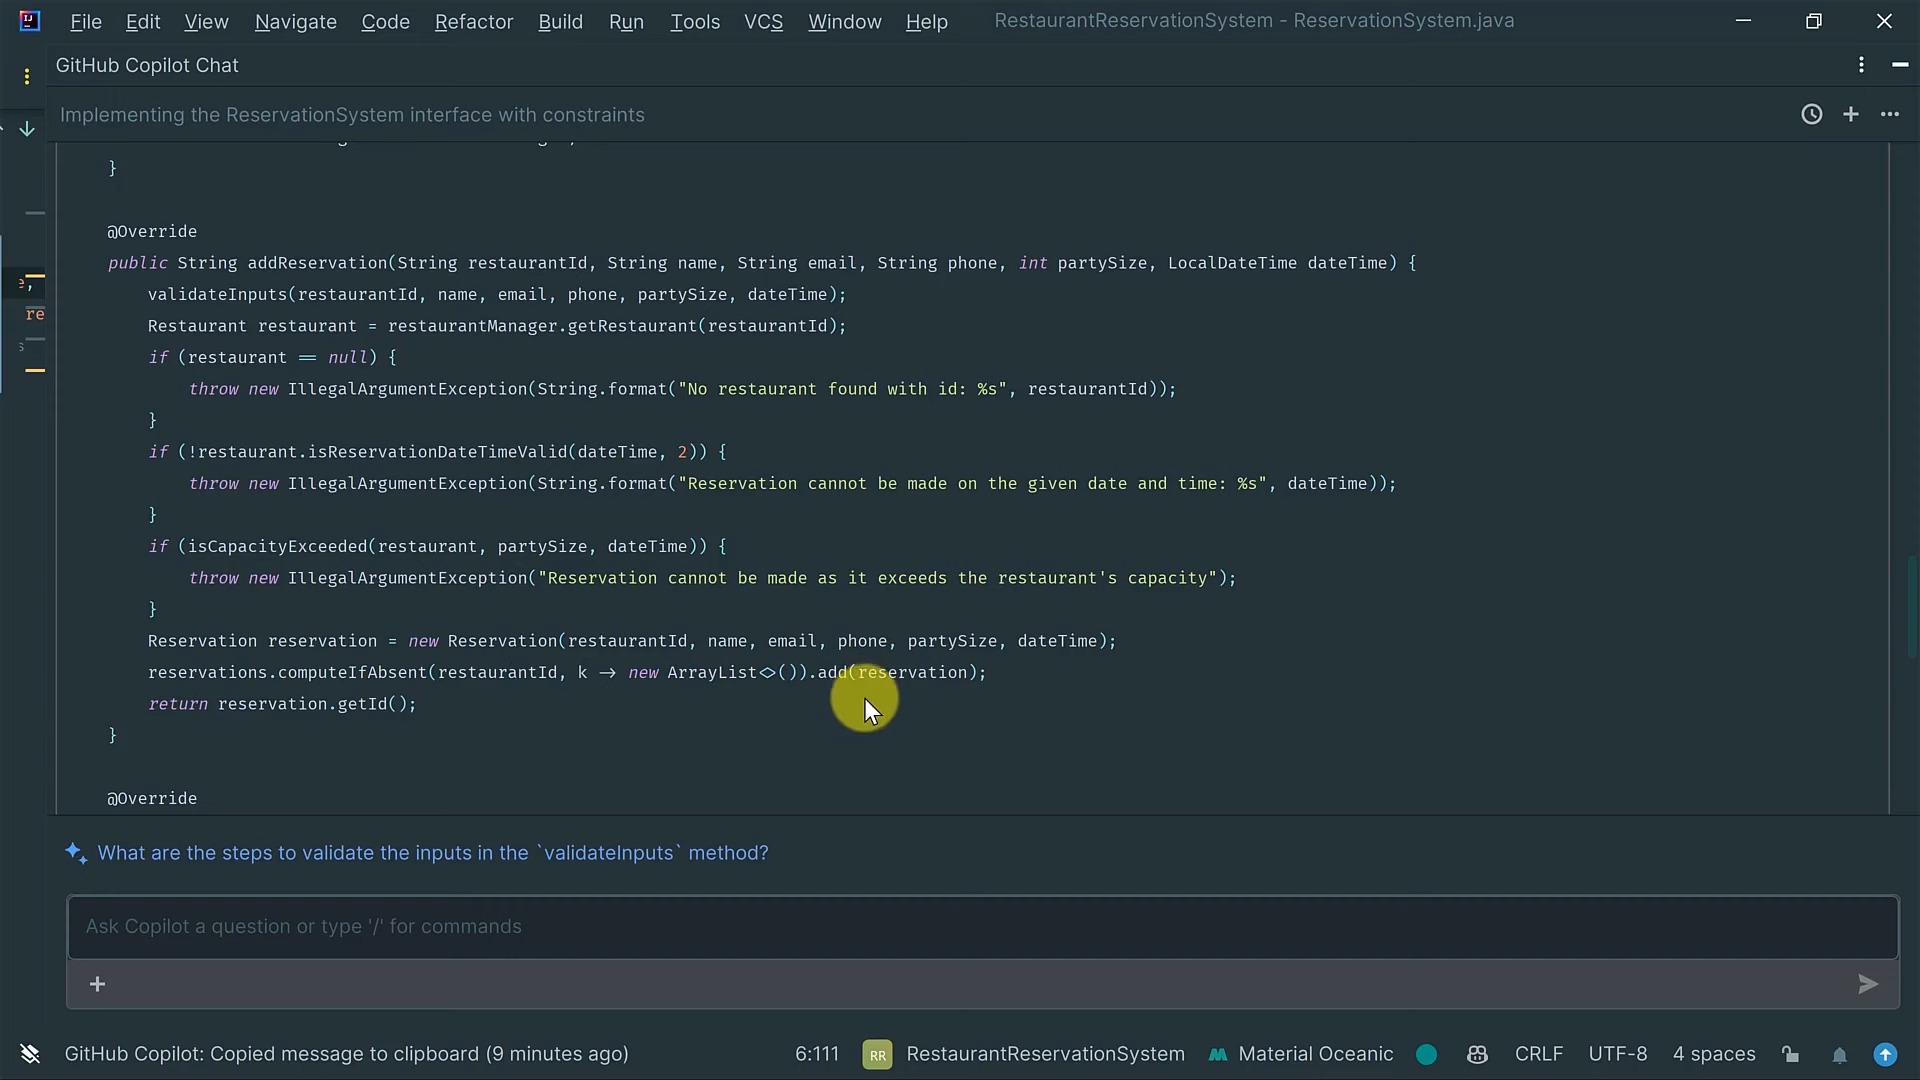 File Edit View Navigate Code Refactor Build Run Tools VCS Window Help RestaurantReservationSystem - ReservationSystem.java
GitHub Copilot Chat
Implementing the ReservationSystem interface with constraints
}
@Override
public String addReservation(String restaurantId, String name, String email, String phone, int partySize, LocalDateTime dateTime) {
validateInputs(restaurantId, name, email, phone, partySize, dateTime);
Restaurant restaurant = restaurantManager.getRestaurant(restaurantId);
e,
re
if (restaurant == null) {
s
throw new IllegalArgumentException(String.format("No restaurant found with id: %s", restaurantId));
}
if (!restaurant.isReservationDateTimeValid(dateTime, 2)) {
throw new IllegalArgumentException(String.format("Reservation cannot be made on the given date and time: %s", dateTime));
}
if (isCapacityExceeded(restaurant, partySize, dateTime)) {
throw new IllegalArgumentException("Reservation cannot be made as it exceeds the restaurant's capacity");
}
Reservation reservation = new Reservation(restaurantId, name, email, phone, partySize, dateTime);
reservations.computeIfAbsent(restaurantId, k -> new ArrayList<>()).add(reservation);
return reservation.getId();
}
@Override
What are the steps to validate the inputs in the `validateInputs` method?
Ask Copilot a question or type '/' for commands
GitHub Copilot: Copied message to clipboard (9 minutes ago) 6:111 RR RestaurantReservationSystem Material Oceanic CRLF UTF-8 4 spaces